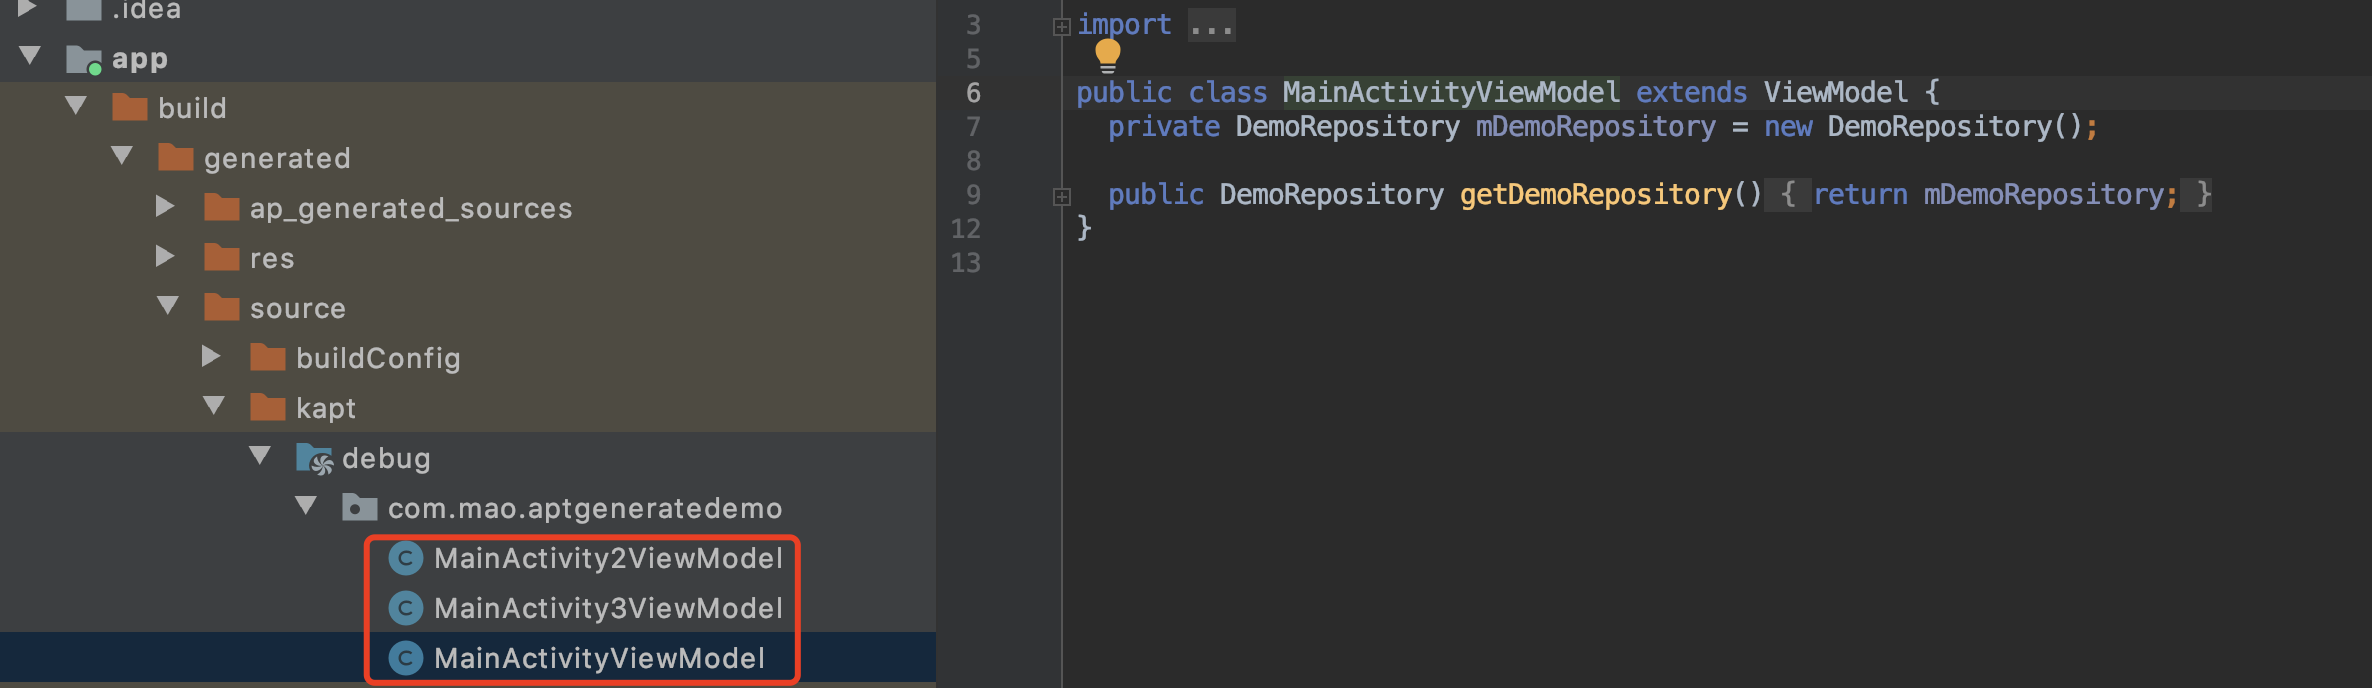 .idea
app
build
generated
ap_generated_sources
res
source
buildConfig
kapt
debug
com.mao.aptgeneratedemo
C MainActivity2ViewModel
C MainActivity3ViewModel
C MainActivityViewModel
3 import ...
5
6 public class MainActivityViewModel extends ViewModel {
7 private DemoRepository mDemoRepository = new DemoRepository();
8
9 public DemoRepository getDemoRepository() { return mDemoRepository; }
12 }
13